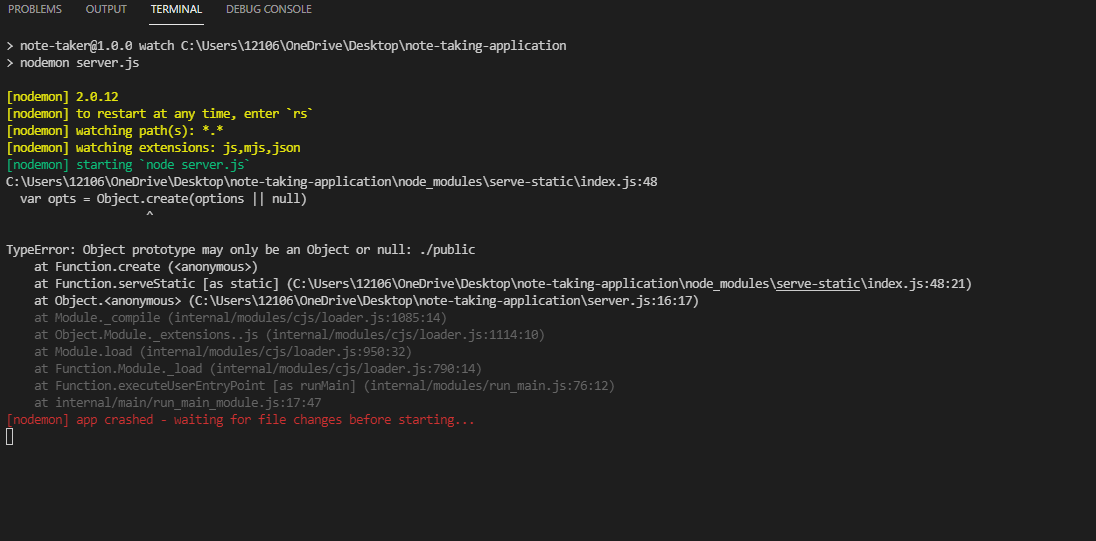 PROBLEMS OUTPUT TERMINAL DEBUG CONSOLE
> note-taker@1.0.0 watch C:\Users\12106\OneDrive\Desktop\note-taking-application
> nodemon server.js
[nodemon] 2.0.12
[nodemon] to restart at any time, enter `rs`
[nodemon] watching path(s): *.*
[nodemon] watching extensions: js,mjs,json
[nodemon] starting `node server.js`
C:\Users\12106\OneDrive\Desktop\note-taking-application\node_modules\serve-static\index.js:48
  var opts = Object.create(options || null)
                    ^
TypeError: Object prototype may only be an Object or null: ./public
    at Function.create (<anonymous>)
    at Function.serveStatic [as static] (C:\Users\12106\OneDrive\Desktop\note-taking-application\node_modules\serve-static\index.js:48:21)
    at Object.<anonymous> (C:\Users\12106\OneDrive\Desktop\note-taking-application\server.js:16:17)
    at Module._compile (internal/modules/cjs/loader.js:1085:14)
    at Object.Module._extensions..js (internal/modules/cjs/loader.js:1114:10)
    at Module.load (internal/modules/cjs/loader.js:950:32)
    at Function.Module._load (internal/modules/cjs/loader.js:790:14)
    at Function.executeUserEntryPoint [as runMain] (internal/modules/run_main.js:76:12)
    at internal/main/run_main_module.js:17:47
[nodemon] app crashed - waiting for file changes before starting...